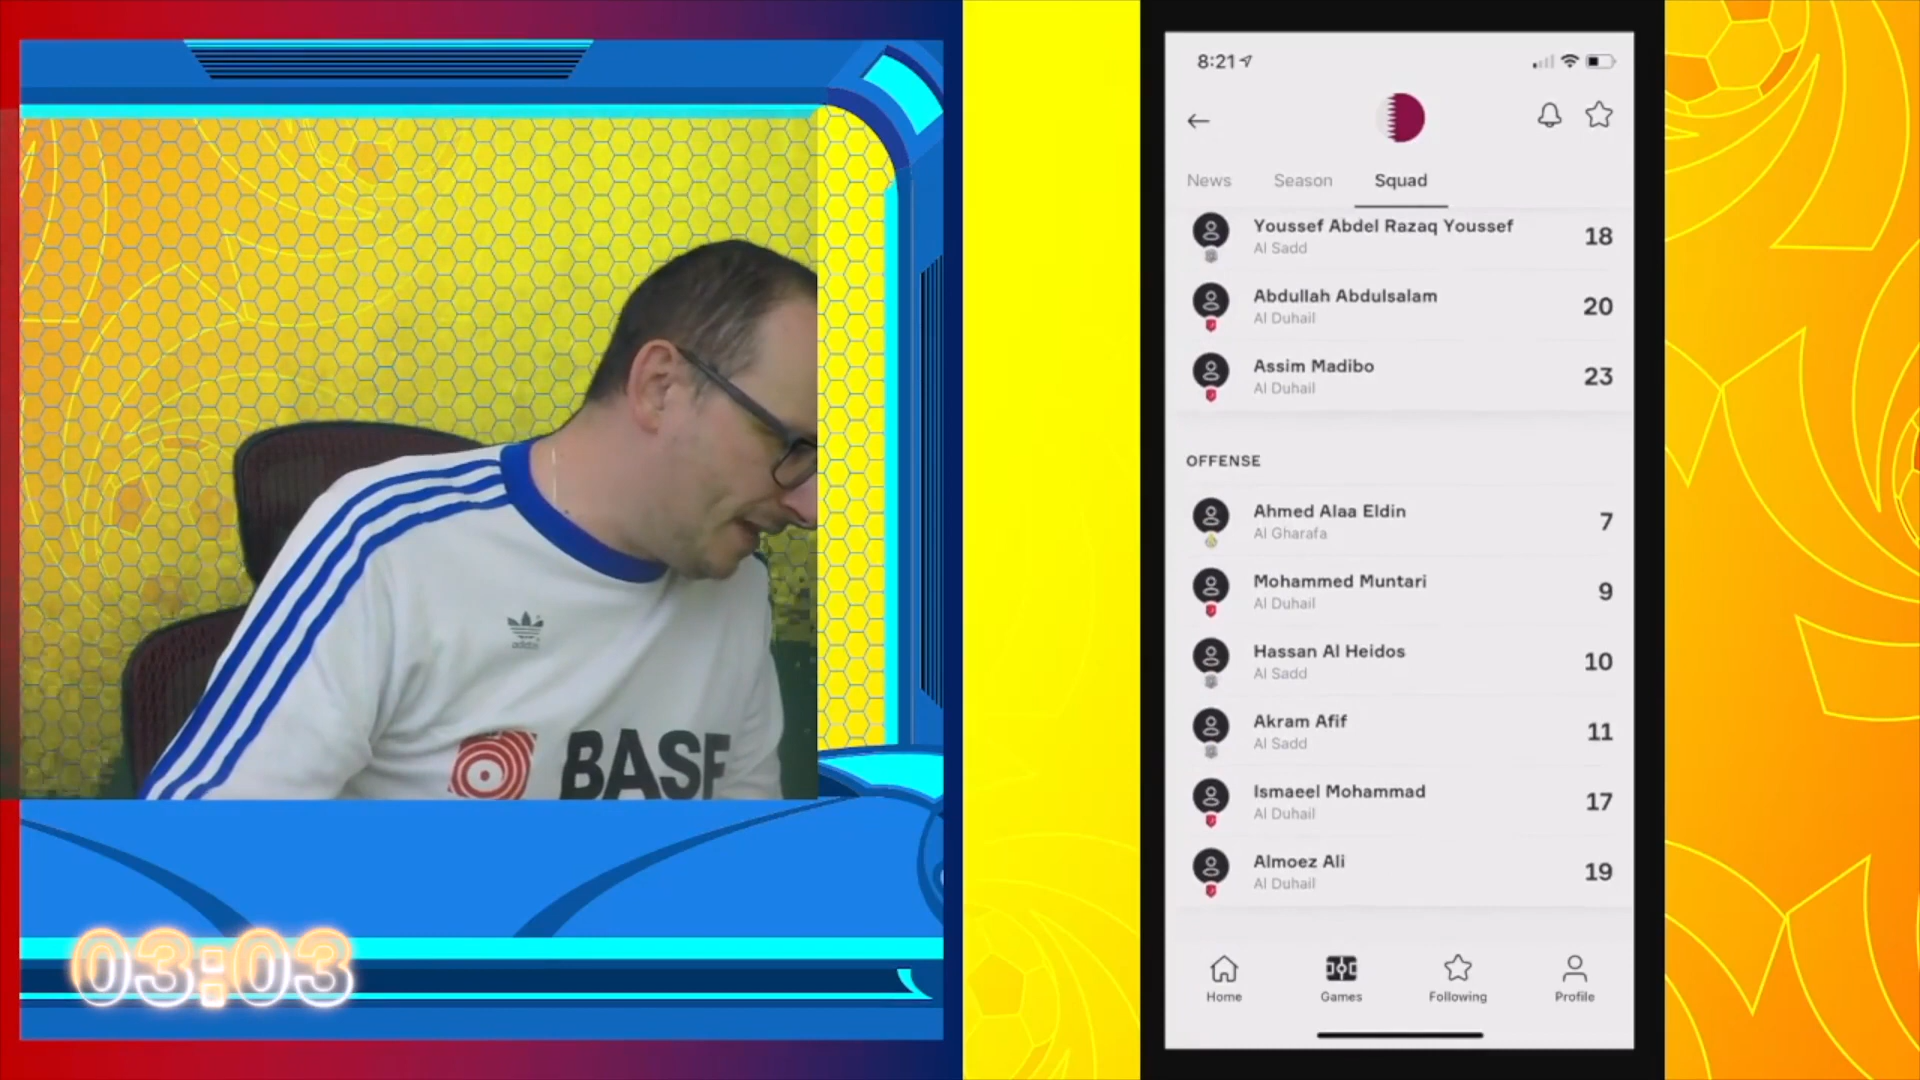 8:21
News Season Squad
Youssef Abdel Razaq Youssef 18
Al Sadd
Abdullah Abdulsalam 20
Al Duhail
Assim Madibo 23
Al Duhail
OFFENSE
Ahmed Alaa Eldin 7
Al Gharafa
Mohammed Muntari 9
Al Duhail
Hassan Al Heidos 10
Al Sadd
Akram Afif 11
Al Sadd
Ismaeel Mohammad 17
Al Duhail
Almoez Ali 19
Al Duhail
Home Games Following Profile
adidas
BASF
03:03